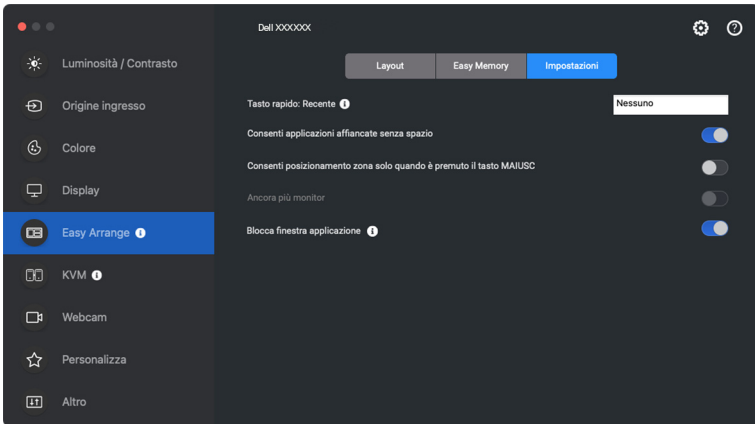 Dell XXXXXX
Luminosità / Contrasto
Origine ingresso
Colore
Display
Easy Arrange
KVM
Webcam
Personalizza
Altro
Layout
Easy Memory
Impostazioni
Tasto rapido: Recente
Nessuno
Consenti applicazioni affiancate senza spazio
Consenti posizionamento zona solo quando è premuto il tasto MAIUSC
Ancora più monitor
Blocca finestra applicazione